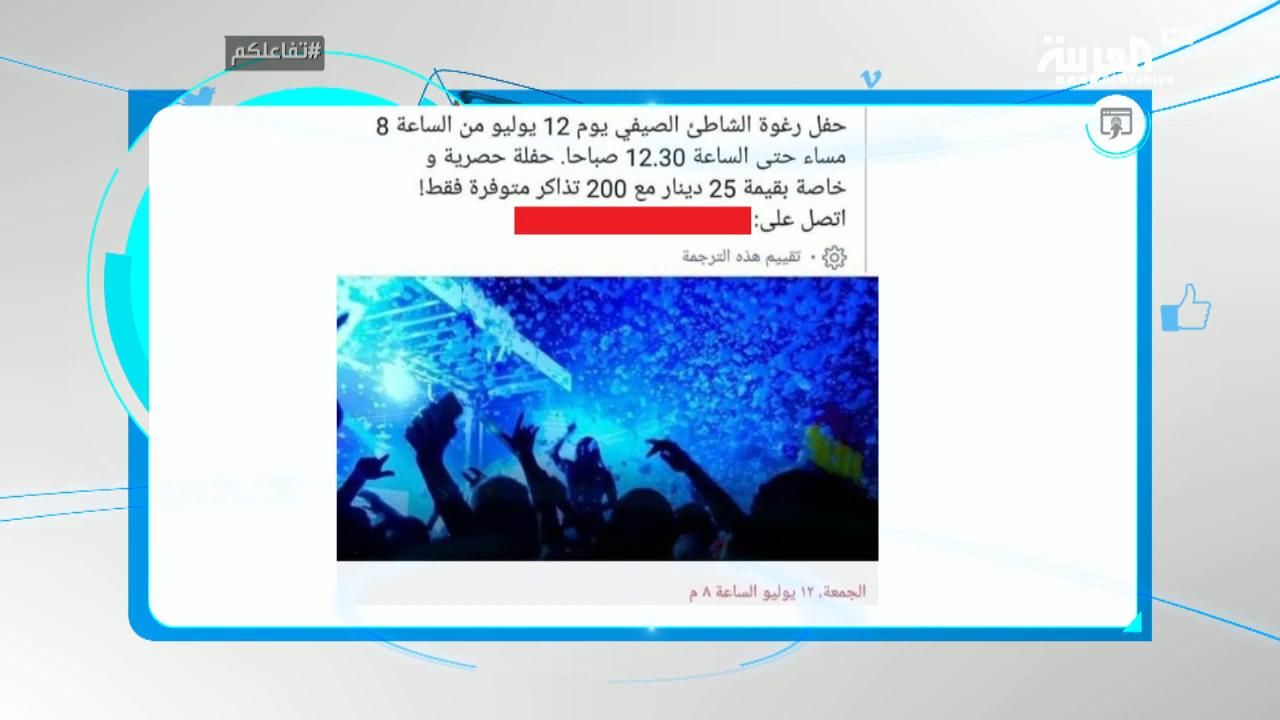 #تفاعلكم
العربية
Al Arabiya
حفل رغوة الشاطئ الصيفي يوم 12 يوليو من الساعة 8
مساء حتى الساعة 12.30 صباحا. حفلة حصرية و
خاصة بقيمة 25 دينار مع 200 تذاكر متوفرة فقط!
اتصل على:
تقييم هذه الترجمة ·
الجمعة، ١٢ يوليو الساعة ٨ م